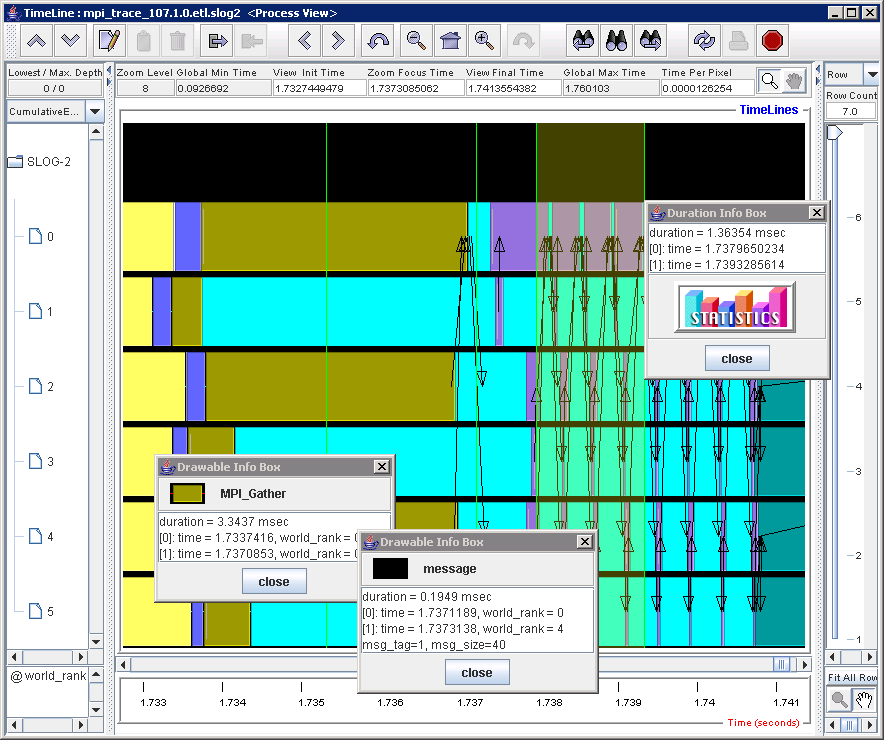 TimeLine : mpi_trace_107.1.0.etl.slog2 <Process View>
Lowest / Max. Depth
Zoom Level
Global Min Time
View Init Time
Zoom Focus Time
View Final Time
Global Max Time
Time Per Pixel
Row
0 / 0
8
0.0926692
1.7327449479
1.7373085062
1.7413554382
1.760103
0.0000126254
Row Count
7.0
CumulativeE...
TimeLines
SLOG-2
0
1
2
3
4
5
6
5
4
3
2
1
Duration Info Box
duration = 1.36354 msec
[0]: time = 1.7379650234
[1]: time = 1.7393285614
STATISTICS
close
Drawable Info Box
MPI_Gather
duration = 3.3437 msec
[0]: time = 1.7337416, world_rank =
[1]: time = 1.7370853, world_rank =
close
Drawable Info Box
message
duration = 0.1949 msec
[0]: time = 1.7371189, world_rank = 0
[1]: time = 1.7373138, world_rank = 4
msg_tag=1, msg_size=40
close
@world_rank
Fit All Row
1.733
1.734
1.735
1.736
1.737
1.738
1.739
1.74
1.741
Time (seconds)